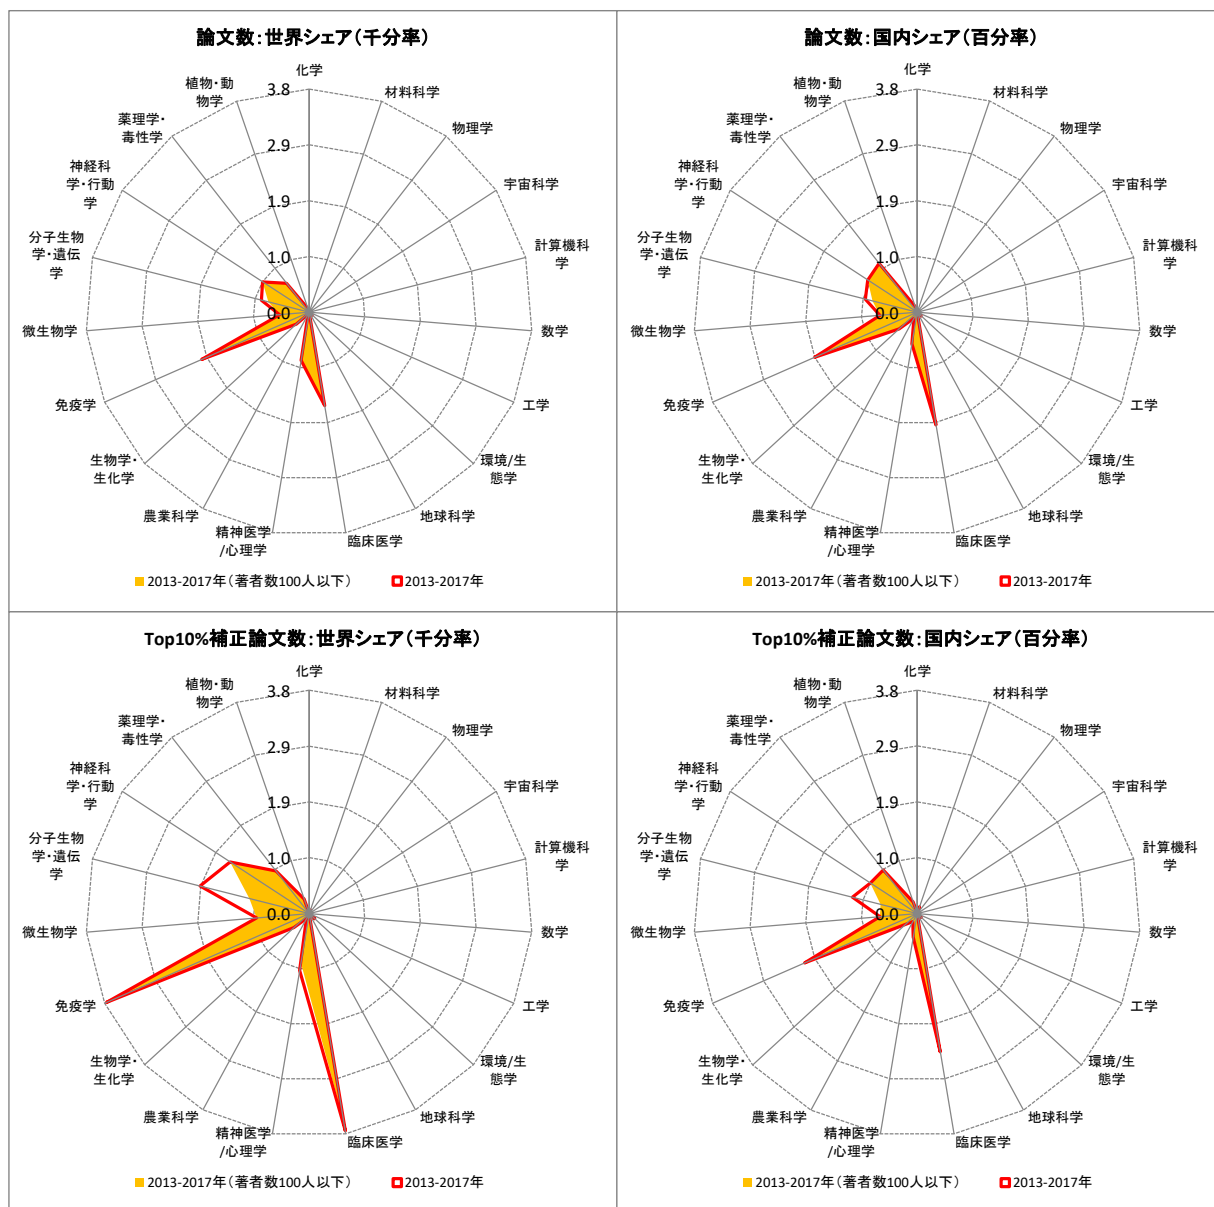 論文数:世界シェア(千分率)
化学
材料科学
物理学
宇宙科学
計算機科
学
数学
工学
環境/生
態学
地球科学
臨床医学
精神医学
/心理学
農業科学
生物学・
生化学
免疫学
微生物学
分子生物
学・遺伝
学
神経科
学・行動
学
薬理学・
毒性学
植物・動
物学
3.8
2.9
1.9
1.0
0.0
2013-2017年(著者数100人以下) 2013-2017年
論文数:国内シェア(百分率)
化学
材料科学
物理学
宇宙科学
計算機科
学
数学
工学
環境/生
態学
地球科学
臨床医学
精神医学
/心理学
農業科学
生物学・
生化学
免疫学
微生物学
分子生物
学・遺伝
学
神経科
学・行動
学
薬理学・
毒性学
植物・動
物学
3.8
2.9
1.9
1.0
0.0
2013-2017年(著者数100人以下) 2013-2017年
Top10%補正論文数:世界シェア(千分率)
化学
材料科学
物理学
宇宙科学
計算機科
学
数学
工学
環境/生
態学
地球科学
臨床医学
精神医学
/心理学
農業科学
生物学・
生化学
免疫学
微生物学
分子生物
学・遺伝
学
神経科
学・行動
学
薬理学・
毒性学
植物・動
物学
3.8
2.9
1.9
1.0
0.0
2013-2017年(著者数100人以下) 2013-2017年
Top10%補正論文数:国内シェア(百分率)
化学
材料科学
物理学
宇宙科学
計算機科
学
数学
工学
環境/生
態学
地球科学
臨床医学
精神医学
/心理学
農業科学
生物学・
生化学
免疫学
微生物学
分子生物
学・遺伝
学
神経科
学・行動
学
薬理学・
毒性学
植物・動
物学
3.8
2.9
1.9
1.0
0.0
2013-2017年(著者数100人以下) 2013-2017年